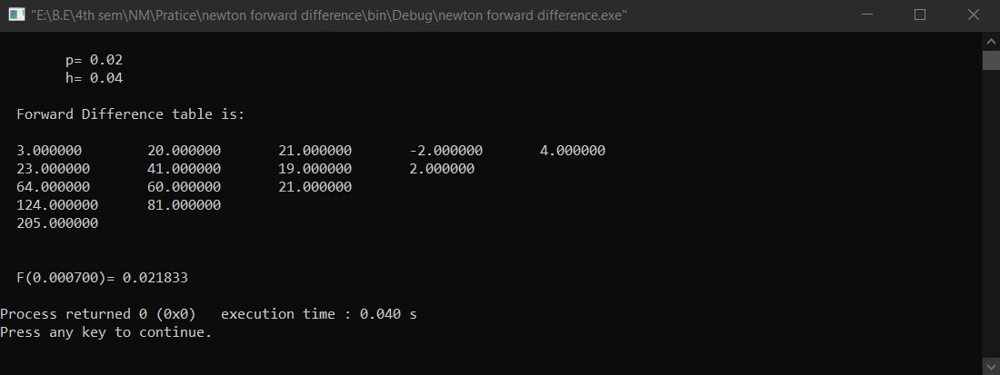 "E:\B.E\4th sem\NM\Pratice\newton forward difference\bin\Debug\newton forward difference.exe"
p= 0.02
h= 0.04
Forward Difference table is:
3.000000 20.000000 21.000000 -2.000000 4.000000
23.000000 41.000000 19.000000 2.000000
64.000000 60.000000 21.000000
124.000000 81.000000
205.000000
F(0.000700)= 0.021833
Process returned 0 (0x0) execution time : 0.040 s
Press any key to continue.